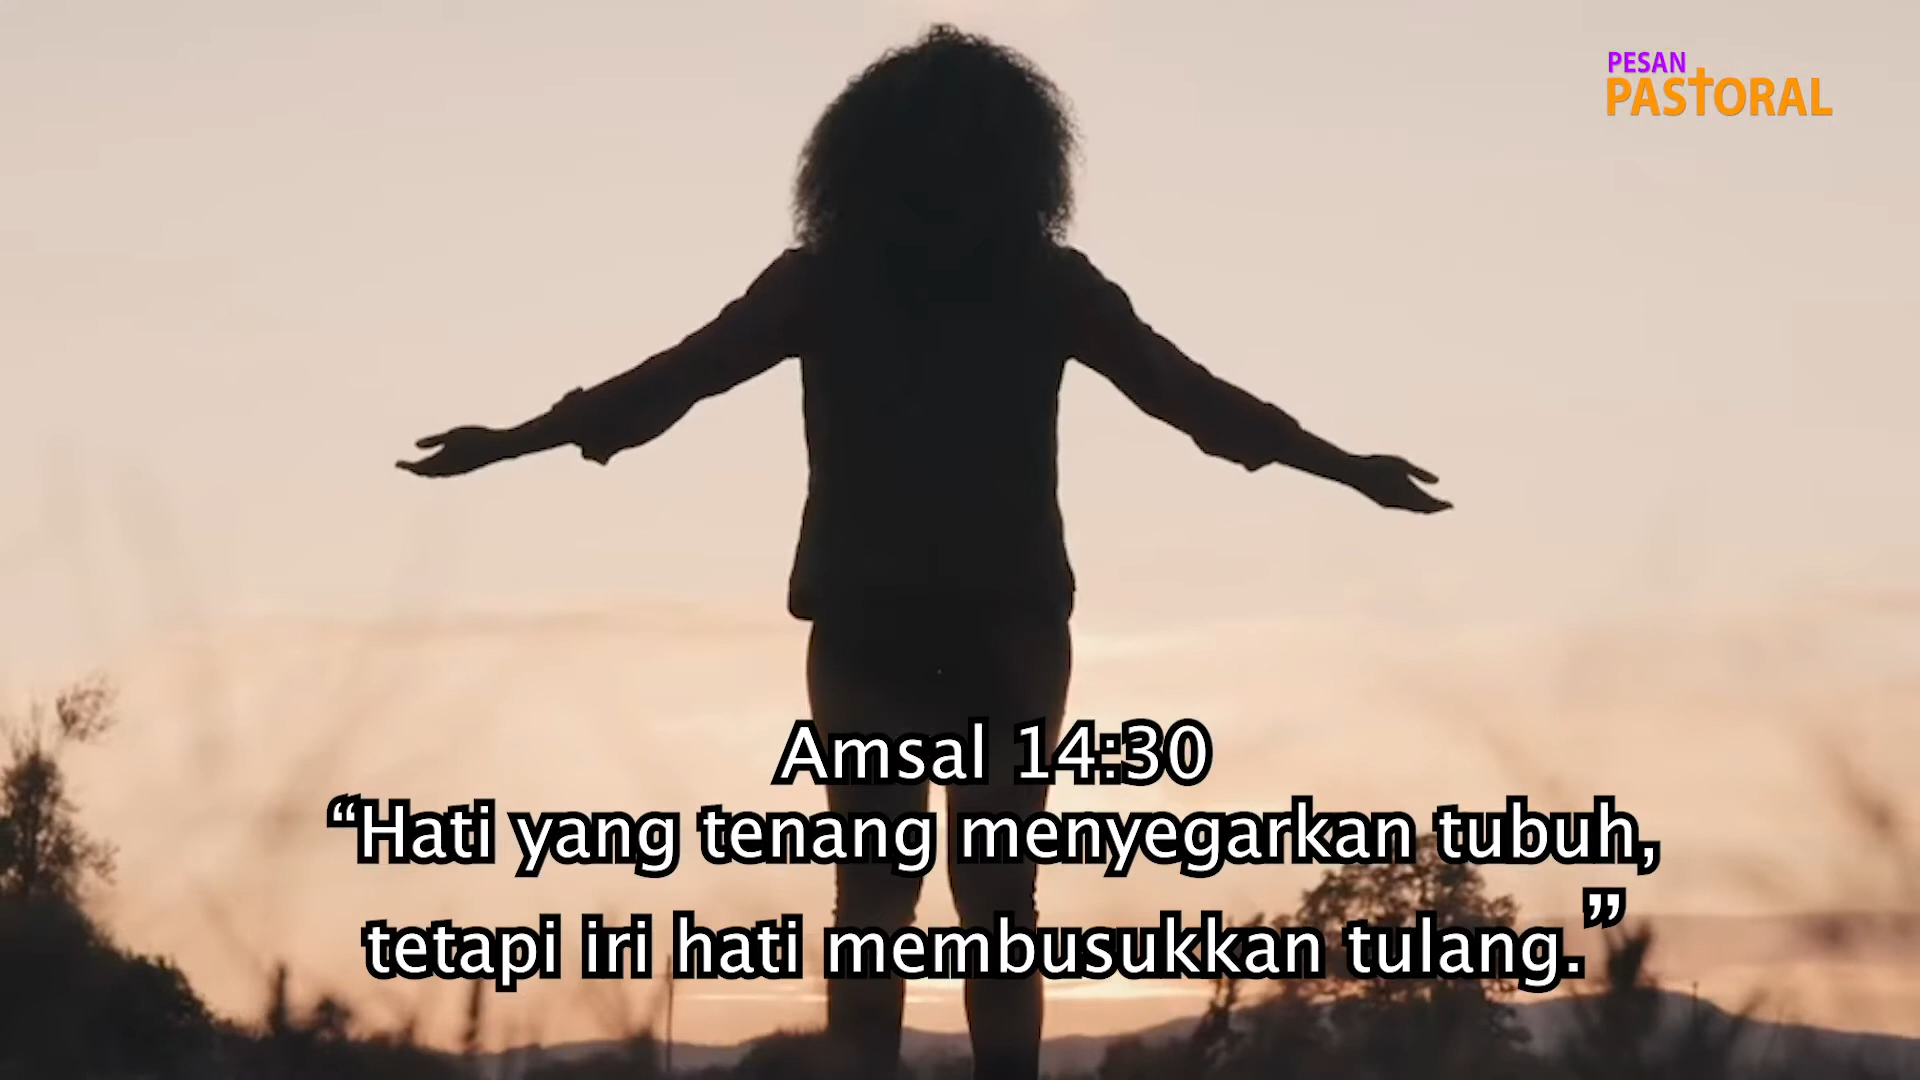 PESAN
PASTORAL
Amsal 14:30
“Hati yang tenang menyegarkan tubuh,
tetapi iri hati membusukkan tulang.”